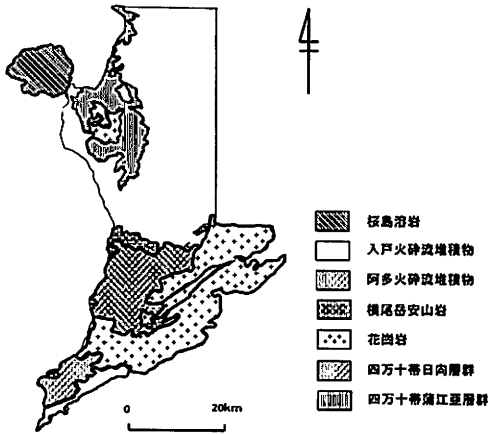 桜島溶岩
入戸火砕流堆積物
阿多火砕流堆積物
横尾岳安山岩
花崗岩
四万十帯日向層群
四万十帯蒲江亜層群
0 20km